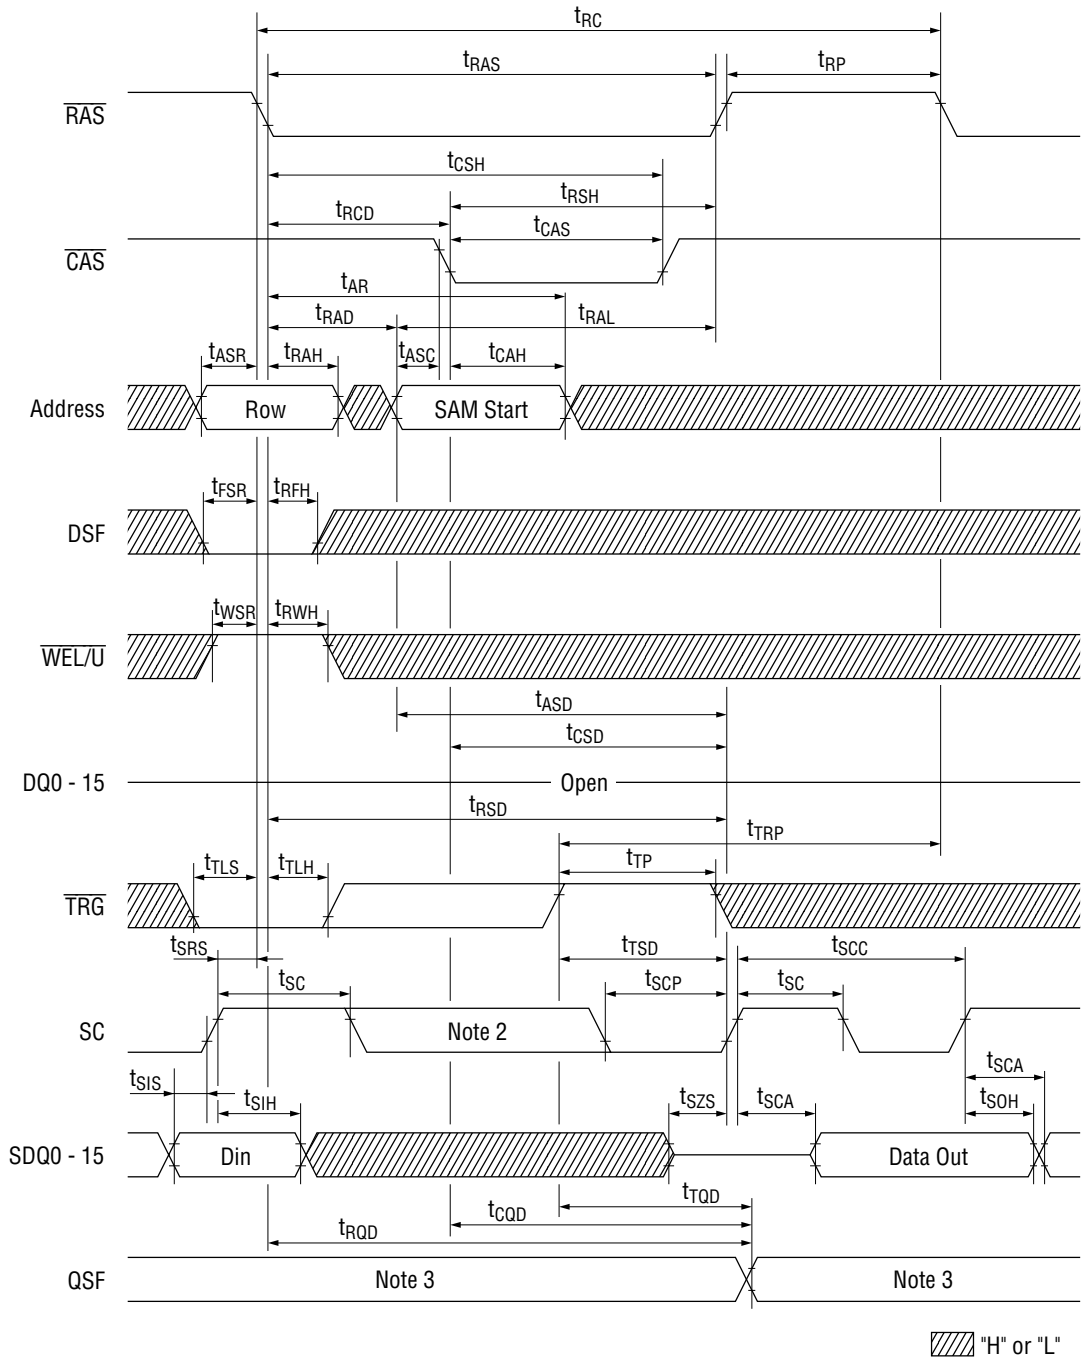 tRC
tRAS tRP
RAS
tCSH
tRSH
tRCD
tCAS
CAS
tAR
tRAD tRAL
tASR tRAH tASC tCAH
Address Row SAM Start
tFSR tRFH
DSF
tWSR tRWH
WEL/U
tASD
tCSD
DQ0 - 15 Open
tRSD
tTRP
tTLS tTLH tTP
TRG
tSRS tTSD tSCC
tSC tSCP tSC
SC Note 2
tSCA
tSIS tSIH tSZS tSCA tSOH
SDQ0 - 15 Din Data Out
tTQD
tCQD
tRQD
QSF Note 3 Note 3
"H" or "L"